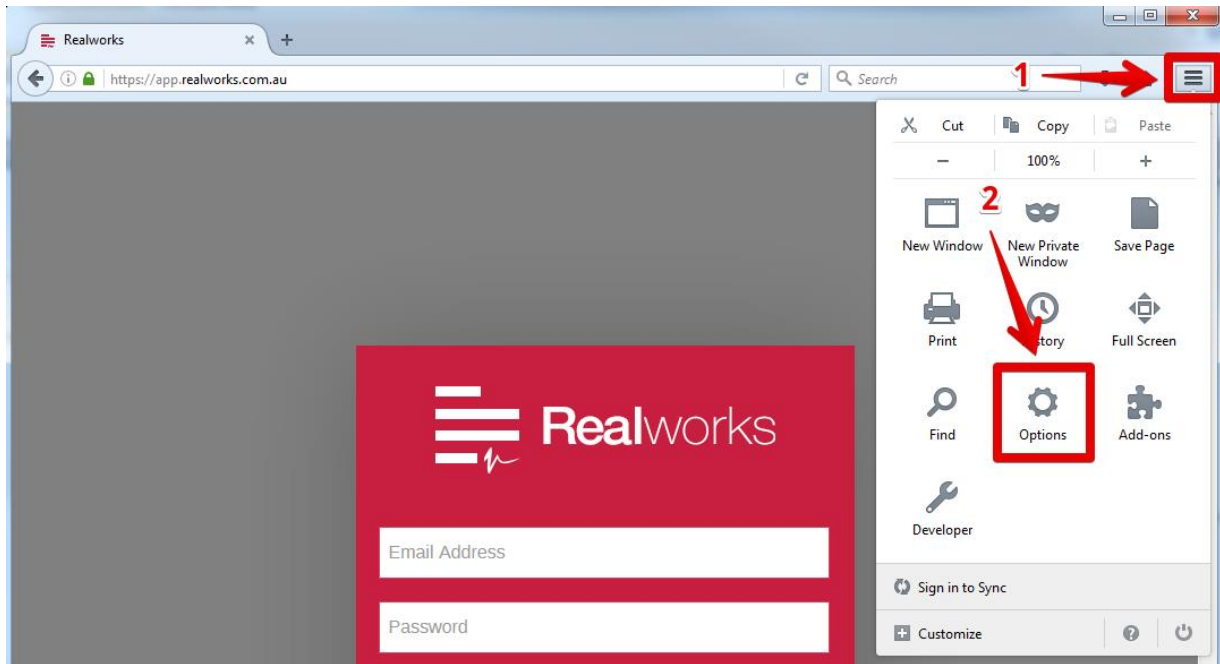 Realworks
https://app.realworks.com.au
Search
1
Cut Copy Paste
100%
2
New Window New Private Window Save Page
Print story Full Screen
Find Options Add-ons
Developer
Realworks
Email Address
Password
Sign in to Sync
Customize